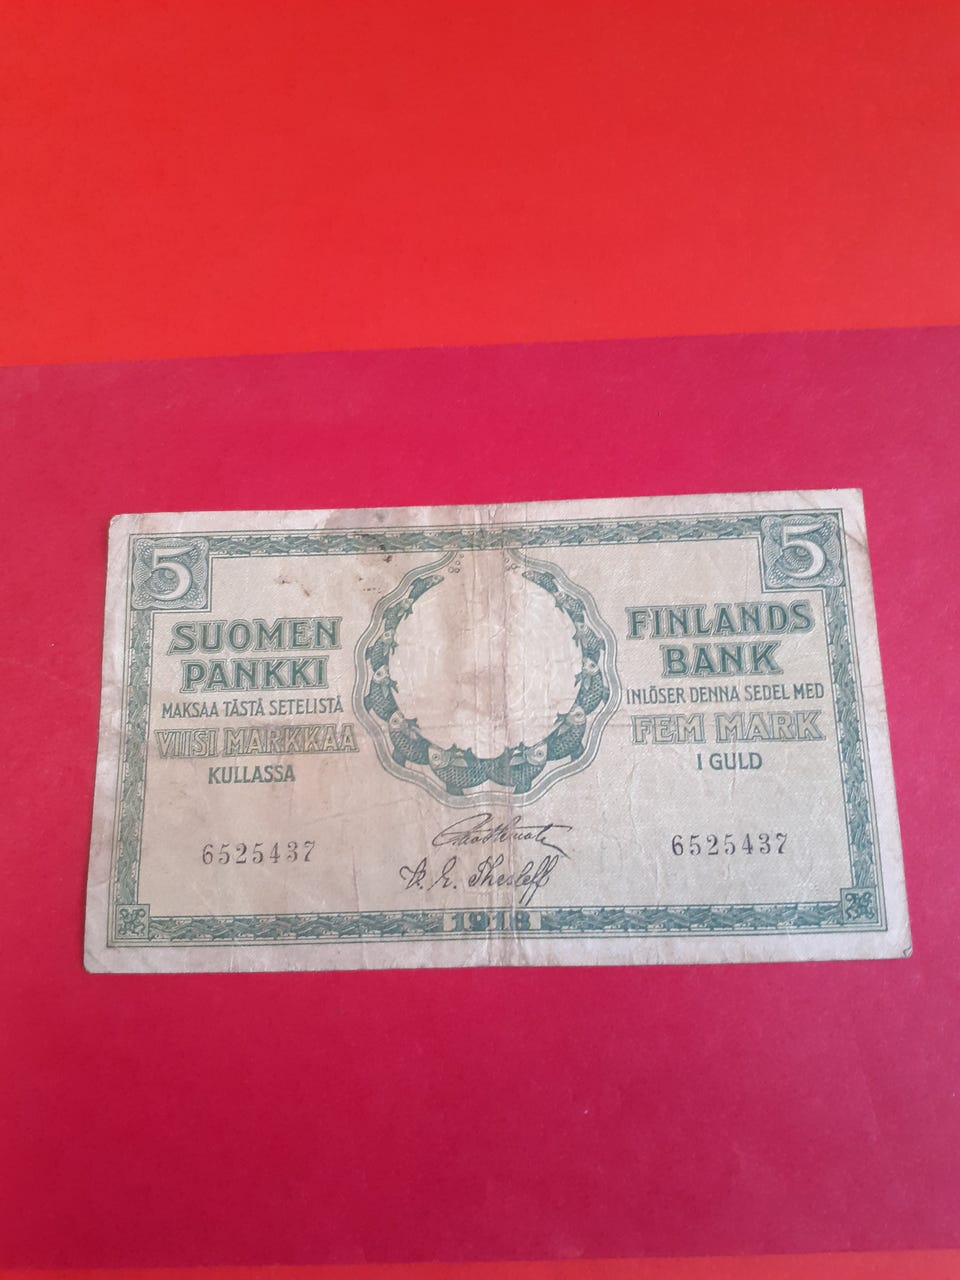 5
5
SUOMEN
PANKKI
MAKSAA TÄSTÄ SETELISTÄ
VIISI MARKKAA
KULLASSA
6525437
FINLANDS
BANK
INLÖSER DENNA SEDEL MED
FEM MARK
I GULD
6525437
Thesleff
1918